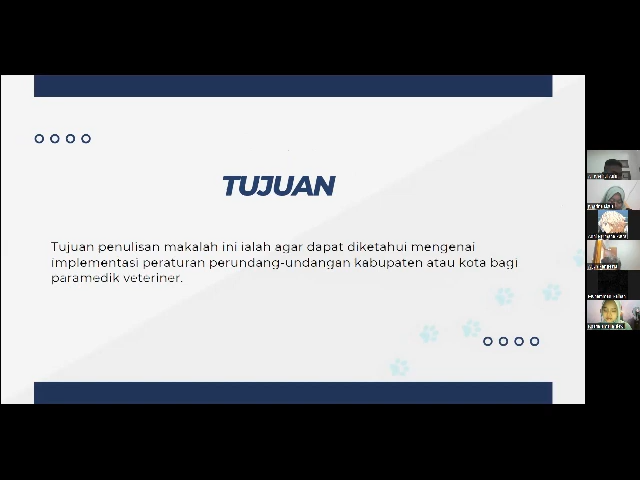 TUJUAN
Tujuan penulisan makalah ini ialah agar dapat diketahui mengenai
implementasi peraturan perundang-undangan kabupaten atau kota bagi
paramedik veteriner.